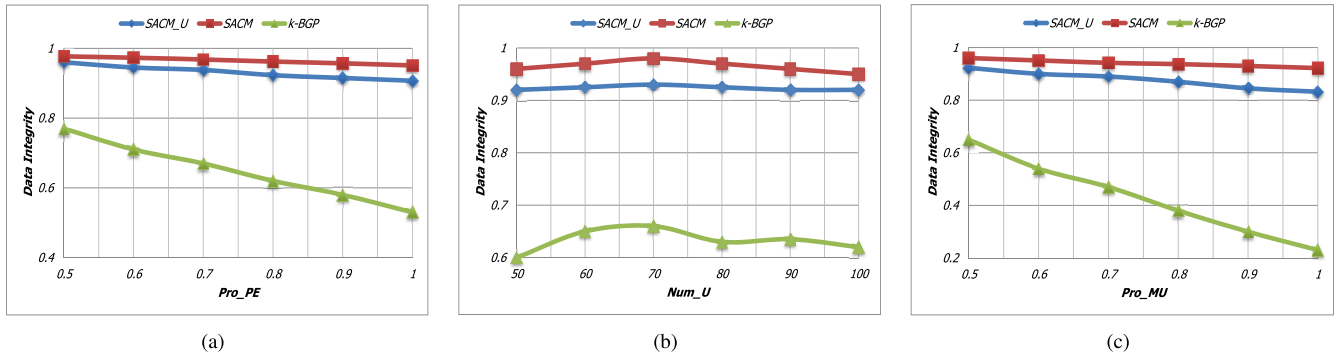 SACM_U SACM k-BGP
1
0.8
0.6
0.4
Data Integrity
0.5 0.6 0.7 0.8 0.9 1
Pro_PE
(a)
SACM_U SACM k-BGP
1
0.9
0.8
0.7
0.6
Data Integrity
50 60 70 80 90 100
Num_U
(b)
SACM_U SACM k-BGP
1
0.8
0.6
0.4
0.2
Data Integrity
0.5 0.6 0.7 0.8 0.9 1
Pro_MU
(c)